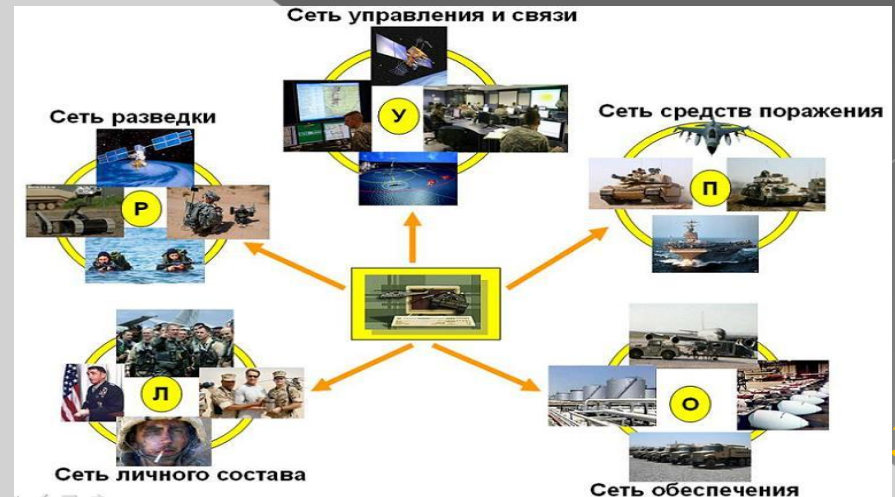 Сеть управления и связи
У
Сеть разведки
Р
Сеть средств поражения
П
Л
Сеть личного состава
О
Сеть обеспечения